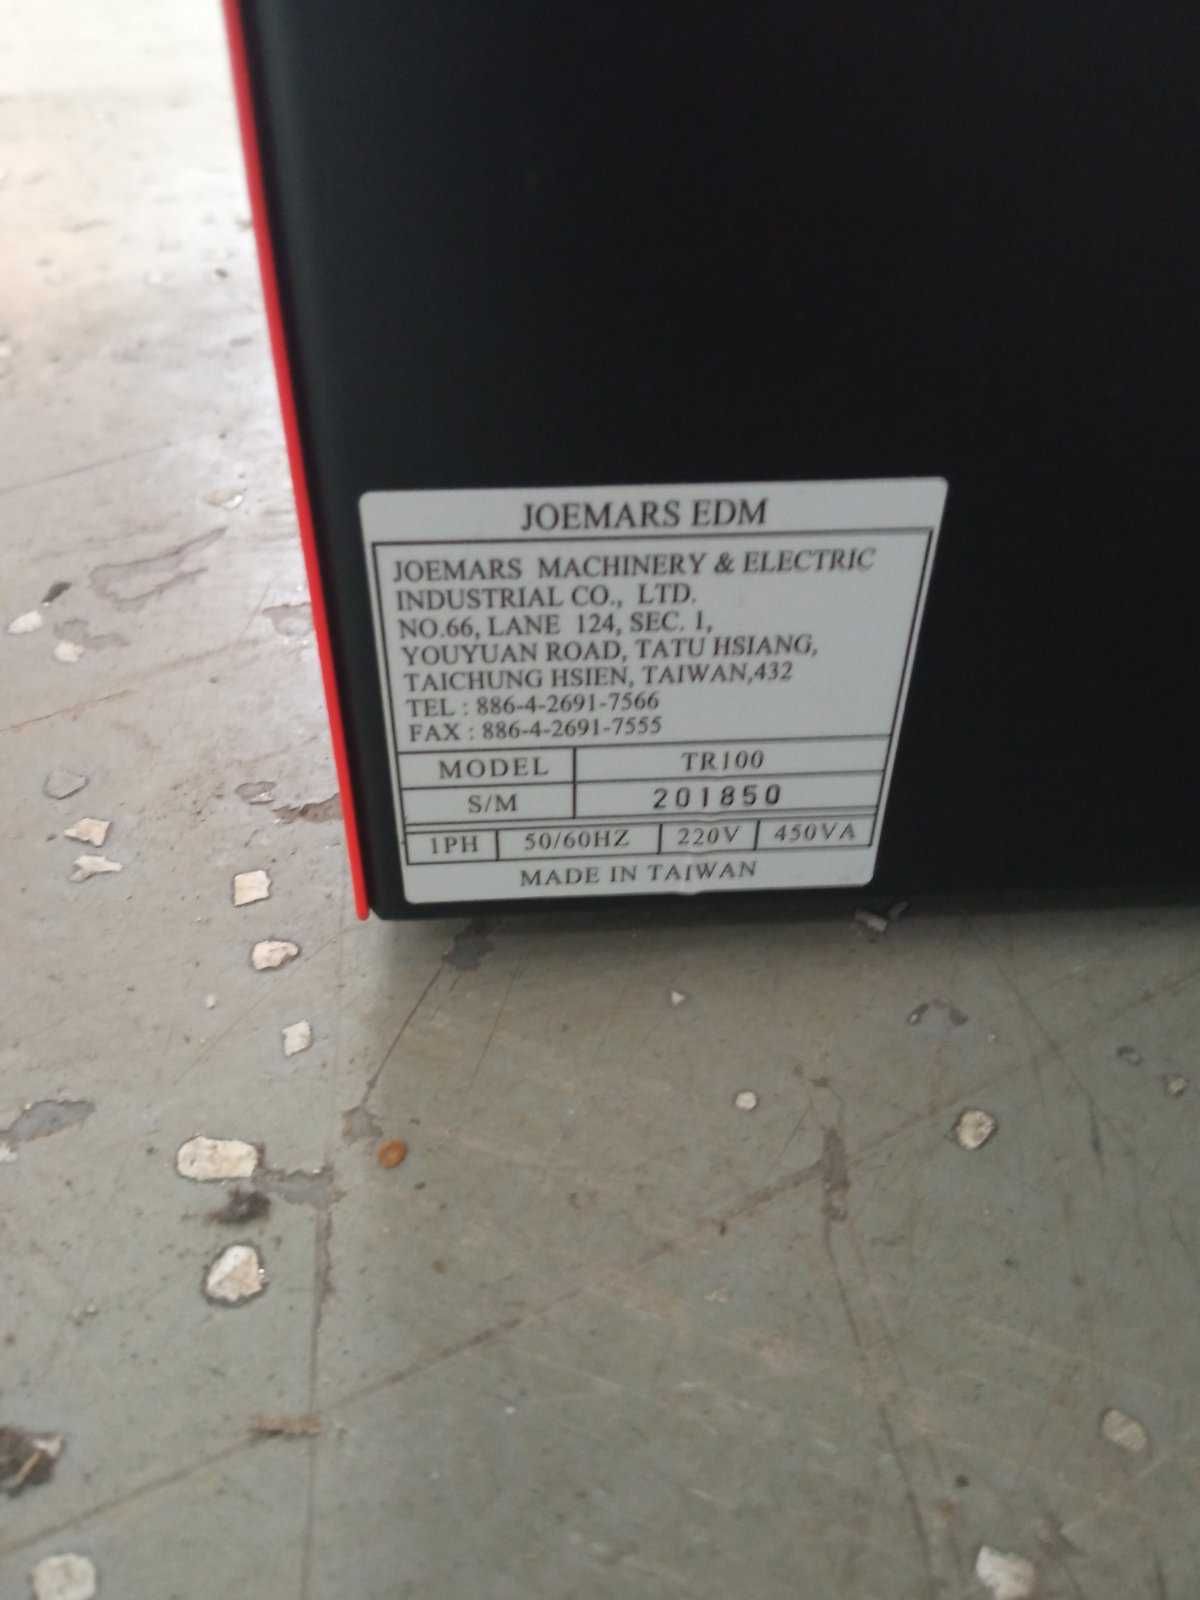 JOEMARS EDM
JOEMARS MACHINERY & ELECTRIC
INDUSTRIAL CO., LTD.
NO.66, LANE 124, SEC. 1,
YOUYUAN ROAD, TATU HSIANG,
TAICHUNG HSIEN, TAIWAN,432
TEL : 886-4-2691-7566
FAX : 886-4-2691-7555
MODEL TR100
S/M 201850
1PH 50/60HZ 220V 450VA
MADE IN TAIWAN